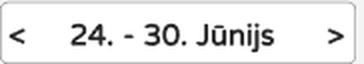 < 24. - 30. Jūnijs >